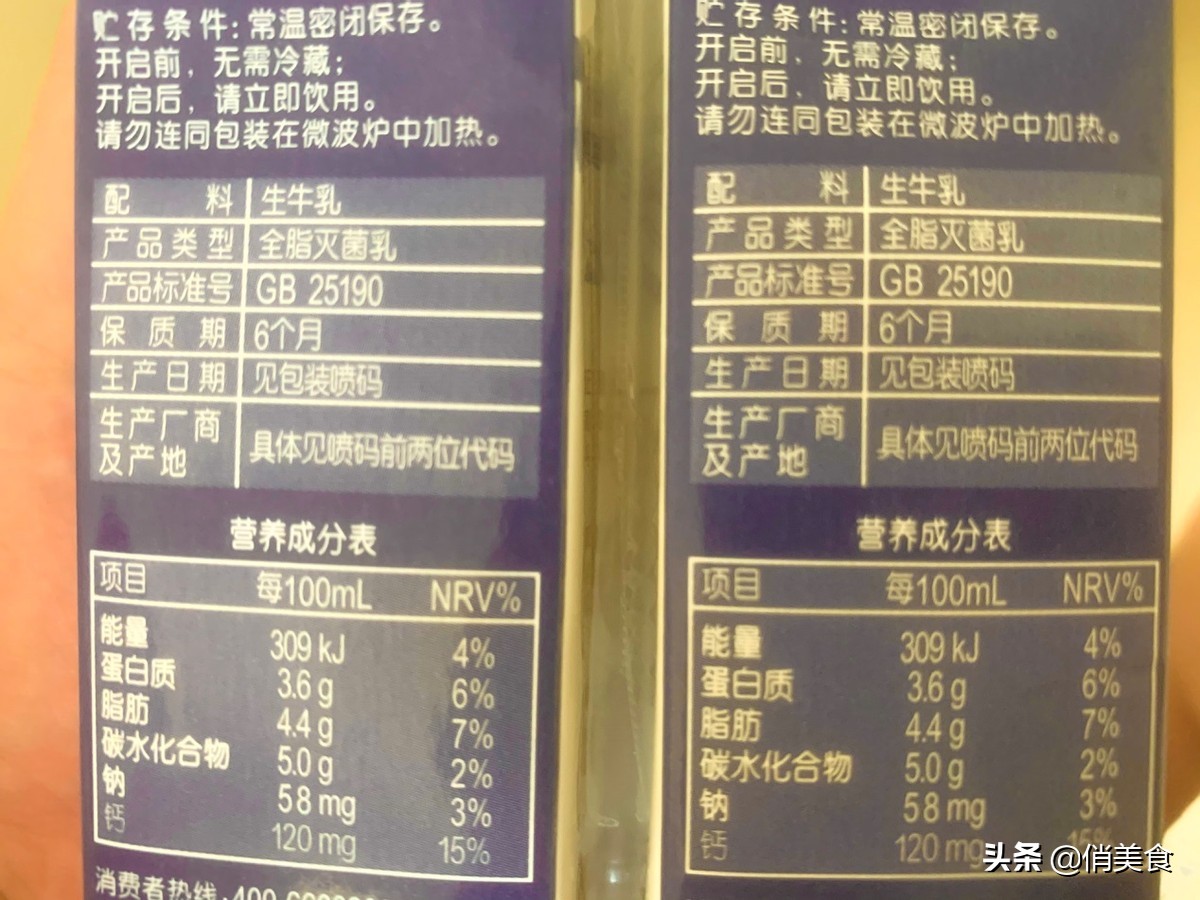 贮存条件：常温密闭保存。
开启前，无需冷藏；
开启后，请立即饮用。
请勿连同包装在微波炉中加热。
配料 生牛乳
产品类型 全脂灭菌乳
产品标准号 GB 25190
保质期 6个月
生产日期 见包装喷码
生产厂商及产地 具体见喷码前两位代码
营养成分表
项目 每100mL NRV%
能量 309 kJ 4%
蛋白质 3.6 g 6%
脂肪 4.4 g 7%
碳水化合物 5.0 g 2%
钠 58 mg 3%
钙 120 mg 15%
消费者热线:400
贮存条件：常温密闭保存。
开启前，无需冷藏；
开启后，请立即饮用。
请勿连同包装在微波炉中加热。
配料 生牛乳
产品类型 全脂灭菌乳
产品标准号 GB 25190
保质期 6个月
生产日期 见包装喷码
生产厂商及产地 具体见喷码前两位代码
营养成分表
项目 每100mL NRV%
能量 309 kJ 4%
蛋白质 3.6 g 6%
脂肪 4.4 g 7%
碳水化合物 5.0 g 2%
钠 58 mg 3%
钙 120 mg 15%
头条 @俏美食